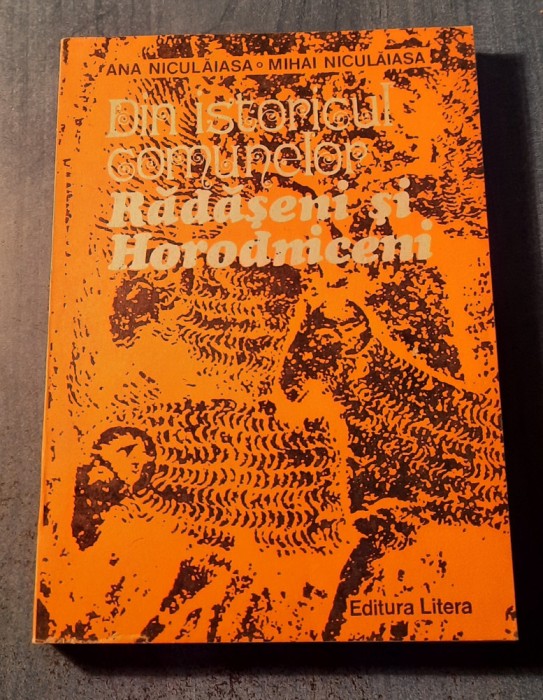 ANA NICULĂIASA • MIHAI NICULĂIASA
Din istoricul
comunelor
Rădăşeni şi
Horodniceni
Editura Litera